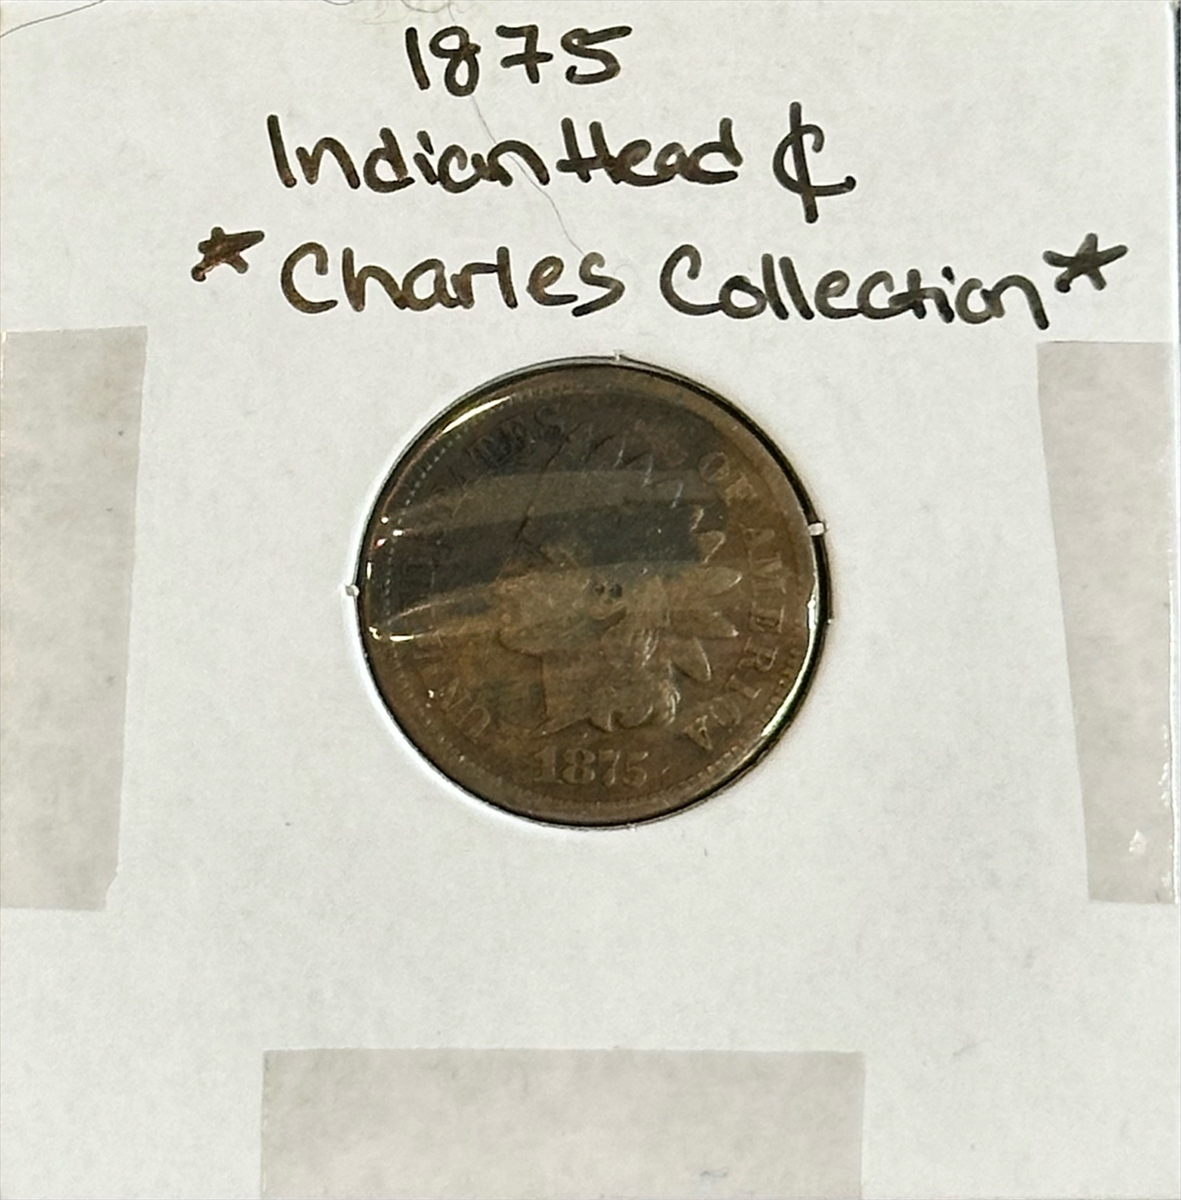 1875
Indian Head ¢
*Charles Collection*
UNITED STATES
OF AMERICA
1875